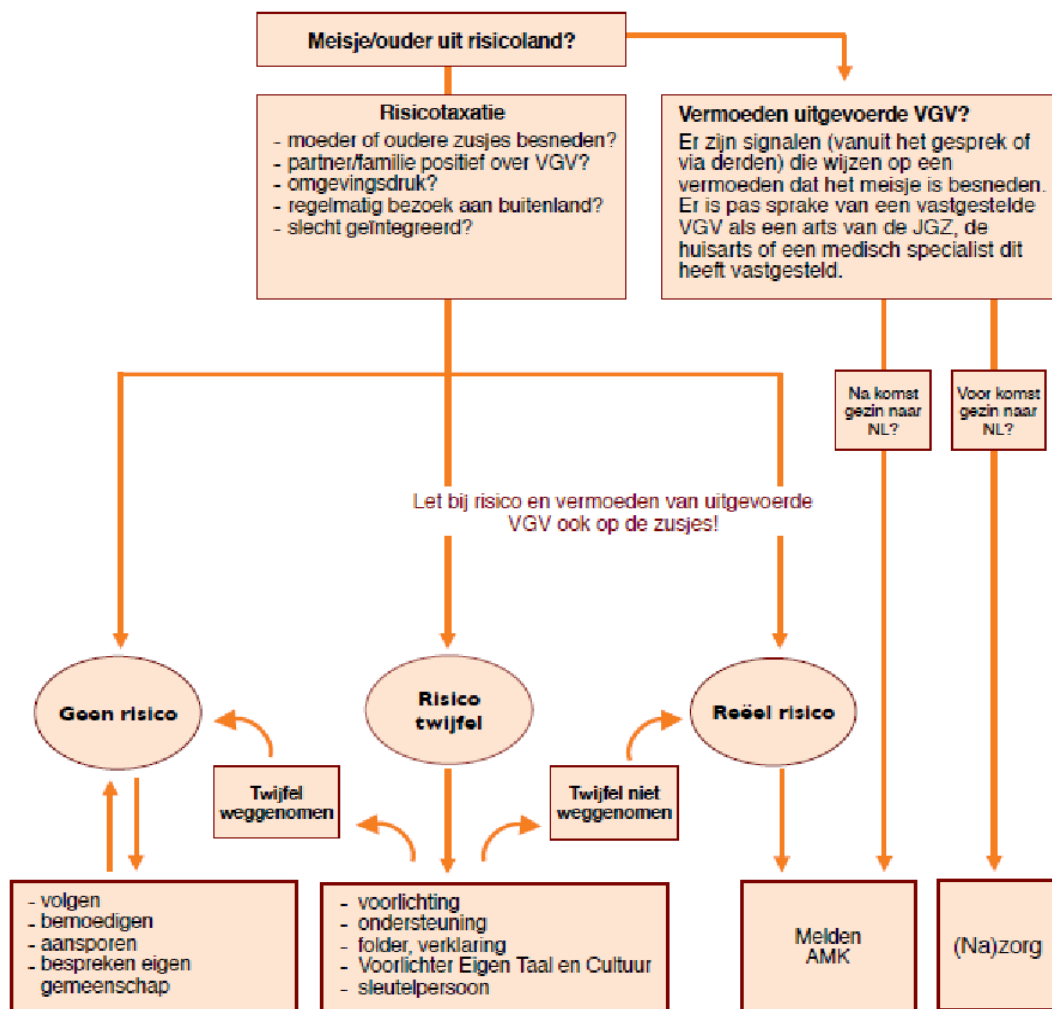 Meisje/ouder uit risicoland?
Risicotaxatie
- moeder of oudere zusjes besneden?
- partner/familie positief over VGV?
- omgevingsdruk?
- regelmatig bezoek aan buitenland?
- slecht geïntegreerd?
Vermoeden uitgevoerde VGV?
Er zijn signalen (vanuit het gesprek of
via derden) die wijzen op een
vermoeden dat het meisje is besneden.
Er is pas sprake van een vastgestelde
VGV als een arts van de JGZ, de
huisarts of een medisch specialist dit
heeft vastgesteld.
Na komst
gezin naar
NL?
Voor komst
gezin naar
NL?
Let bij risico en vermoeden van uitgevoerde
VGV ook op de zusjes!
Geen risico
Risico
twijfel
Reëel risico
Twijfel
weggenomen
Twijfel niet
weggenomen
- volgen
- bemoedigen
- aansporen
- bespreken eigen
gemeenschap
- voorlichting
- ondersteuning
- folder, verklaring
- Voorlichter Eigen Taal en Cultuur
- sleutelpersoon
Melden
AMK
(Na)zorg